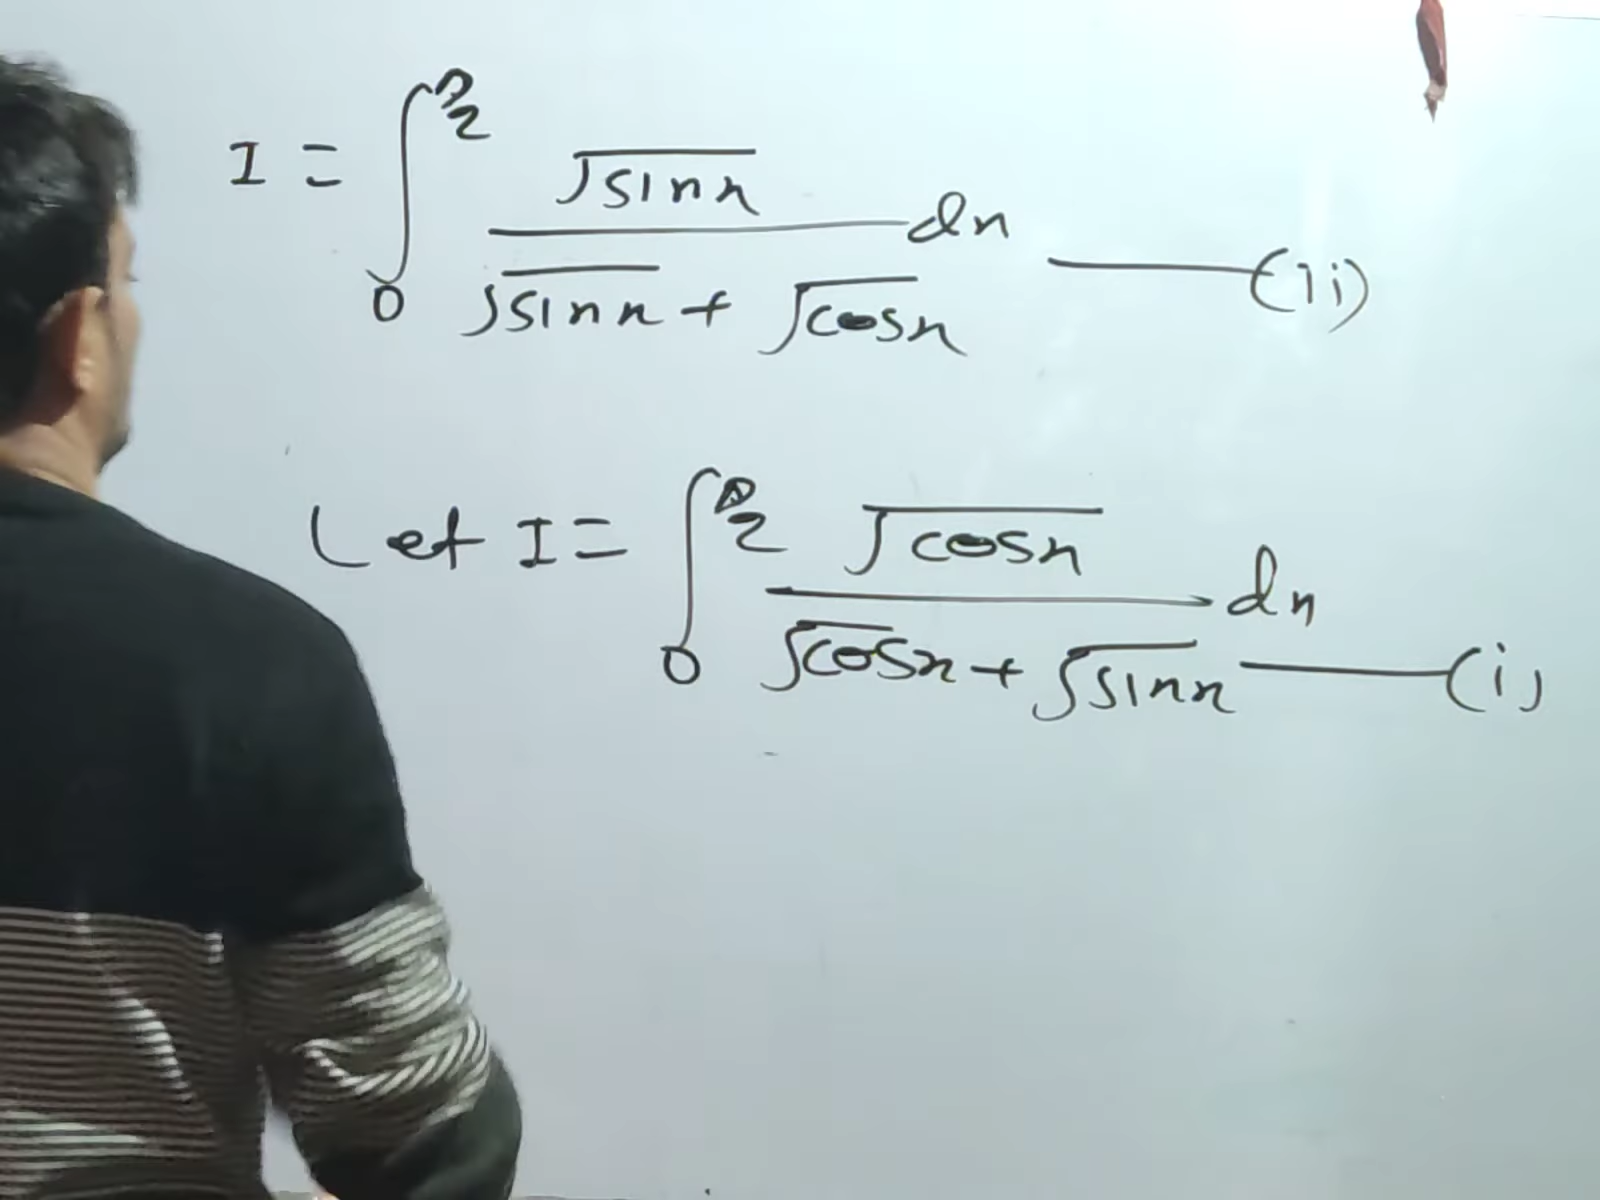 I = ∫₀^{π/2} √sinx / (√sinx + √cosx) dx —— (ii)
Let I = ∫₀^{π/2} √cosx / (√cosx + √sinx) dx —— (i)